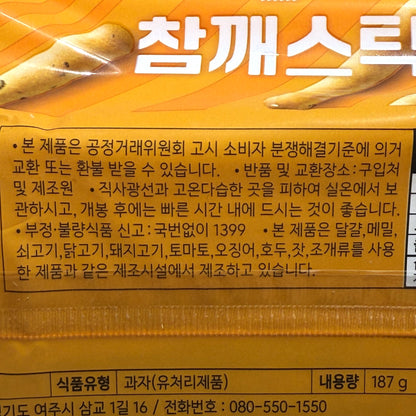 참깨스틱
• 본 제품은 공정거래위원회 고시 소비자 분쟁해결기준에 의거
교환 또는 환불 받을 수 있습니다. • 반품 및 교환장소 : 구입처
및 제조원 • 직사광선과 고온다습한 곳을 피하여 실온에서 보
관하시고, 개봉 후에는 빠른 시간 내에 드시는 것이 좋습니다.
• 부정·불량식품 신고 : 국번없이 1399 • 본 제품은 달걀,메밀,
쇠고기,닭고기,돼지고기,토마토,오징어,호두,잣,조개류를 사용
한 제품과 같은 제조시설에서 제조하고 있습니다.
식품유형 과자(유처리제품) 내용량 187 g
기도 여주시 삼교 1길 16 / 전화번호 : 080-550-1550